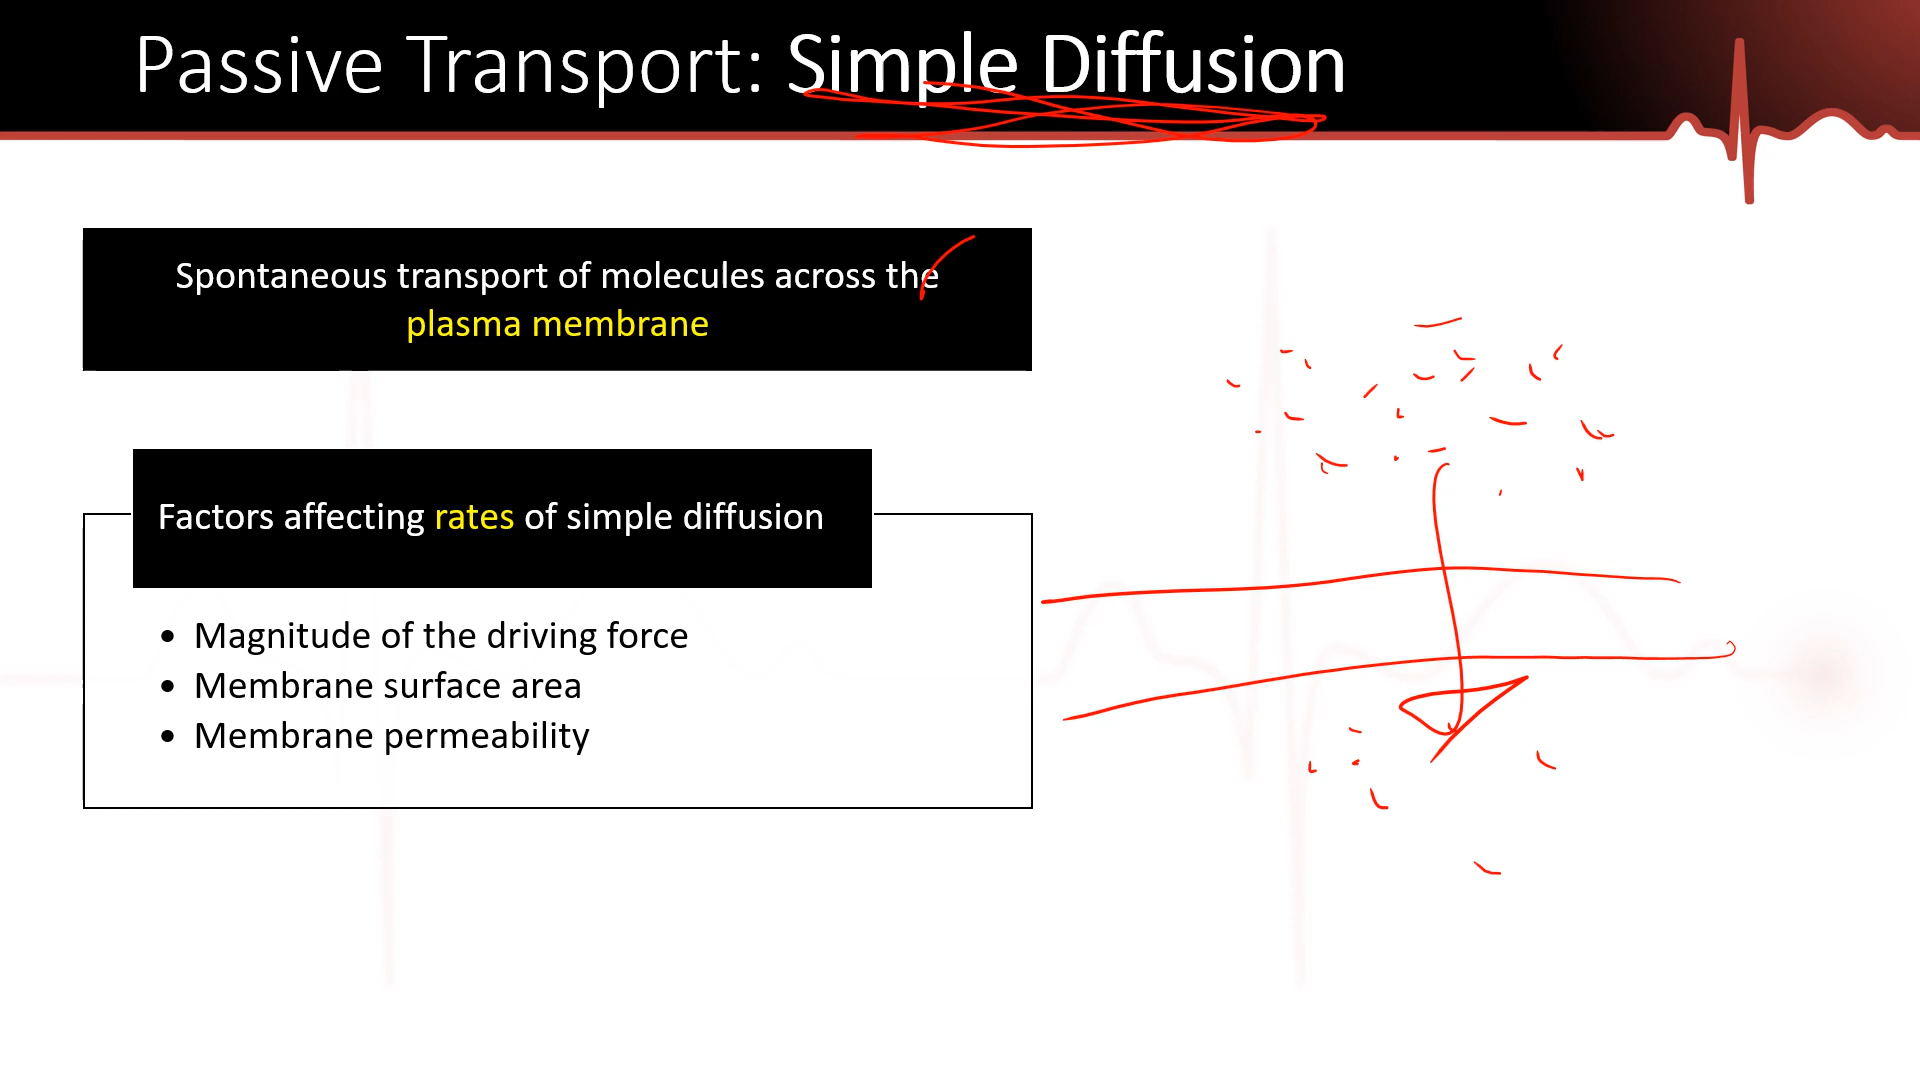 Passive Transport: Simple Diffusion
Spontaneous transport of molecules across the
plasma membrane
Factors affecting rates of simple diffusion
• Magnitude of the driving force
• Membrane surface area
• Membrane permeability